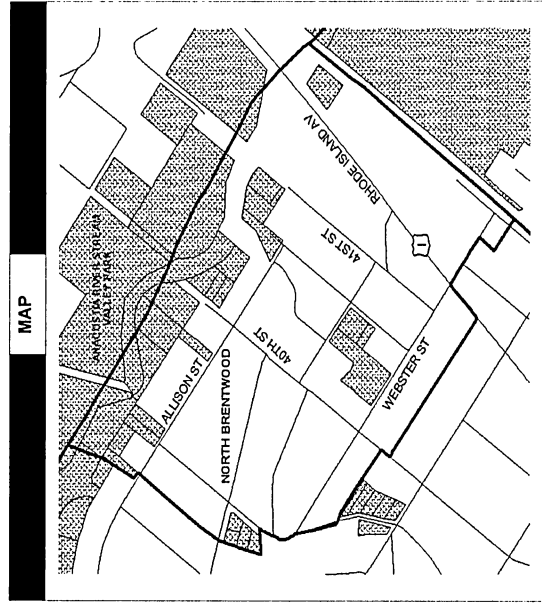 MAP
ANACOSTIA RIVER STREAM
VALLEY PARK
RHODE ISLAND AV
41ST ST
1
40TH ST
ALLISON ST
NORTH BRENTWOOD
WEBSTER ST